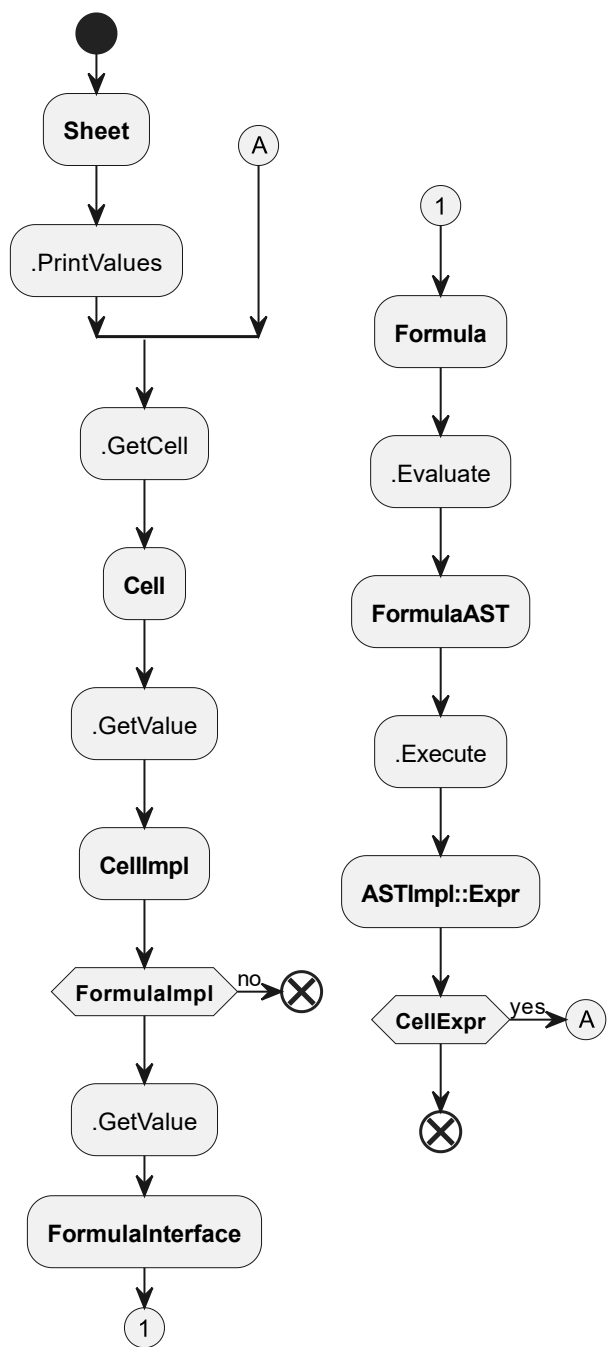 Sheet
A
.PrintValues
.GetCell
Cell
.GetValue
CellImpl
FormulaImpl
no
.GetValue
FormulaInterface
1
1
Formula
.Evaluate
FormulaAST
.Execute
ASTImpl::Expr
CellExpr
yes
A